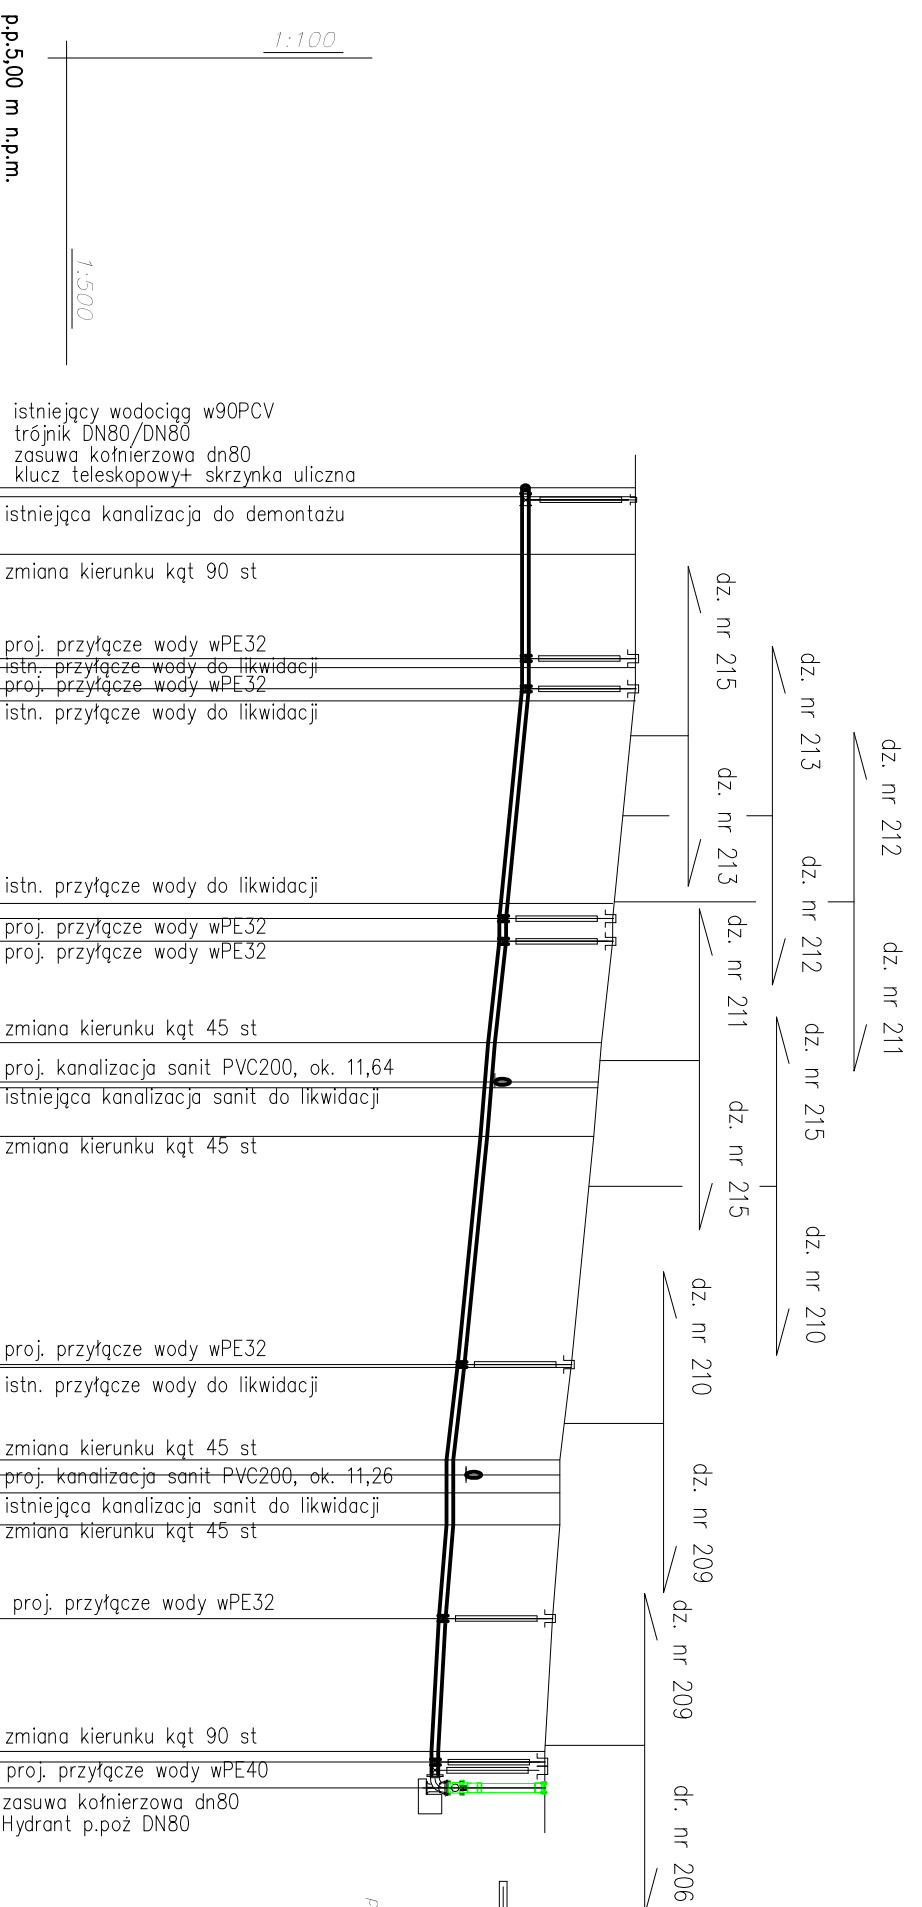 1:100
p.p.5,00 m n.p.m.
1:500
istniejący wodociąg w90PCV
trójnik DN80/DN80
zasuwa kołnierzowa dn80
klucz teleskopowy+ skrzynka uliczna
istniejąca kanalizacja do demontażu
zmiana kierunku kąt 90 st
proj. przyłącze wody wPE32
istn. przyłącze wody do likwidacji
proj. przyłącze wody wPE32
istn. przyłącze wody do likwidacji
istn. przyłącze wody do likwidacji
proj. przyłącze wody wPE32
proj. przyłącze wody wPE32
zmiana kierunku kąt 45 st
proj. kanalizacja sanit PVC200, ok. 11,64
istniejąca kanalizacja sanit do likwidacji
zmiana kierunku kąt 45 st
proj. przyłącze wody wPE32
istn. przyłącze wody do likwidacji
zmiana kierunku kąt 45 st
proj. kanalizacja sanit PVC200, ok. 11,26
istniejąca kanalizacja sanit do likwidacji
zmiana kierunku kąt 45 st
proj. przyłącze wody wPE32
zmiana kierunku kąt 90 st
proj. przyłącze wody wPE40
zasuwa kołnierzowa dn80
Hydrant p.poż DN80
dz. nr 215
dz. nr 213
dz. nr 213
dz. nr 212
dz. nr 212
dz. nr 211
dz. nr 211
dz. nr 215
dz. nr 215
dz. nr 210
dz. nr 210
dz. nr 209
dz. nr 209
dr. nr 206